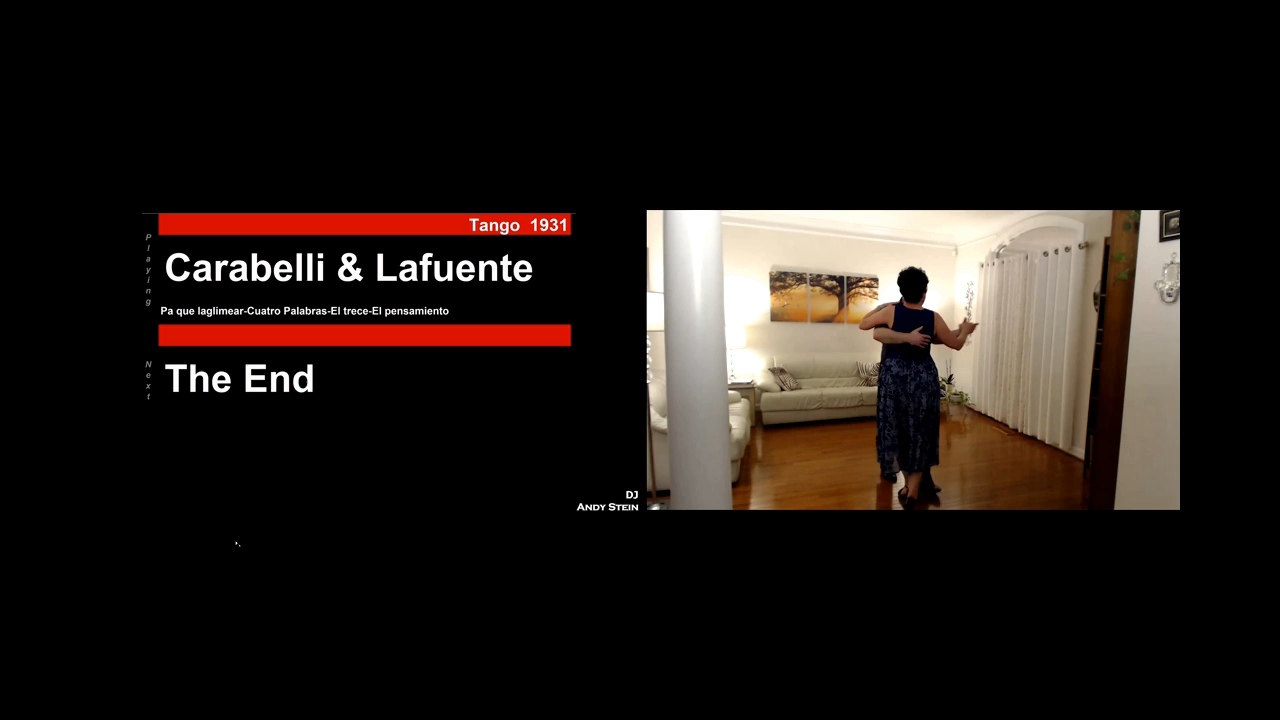 Tango 1931
Playing
Carabelli & Lafuente
Pa que laglimear-Cuatro Palabras-El trece-El pensamiento
Next
The End
DJ
ANDY STEIN